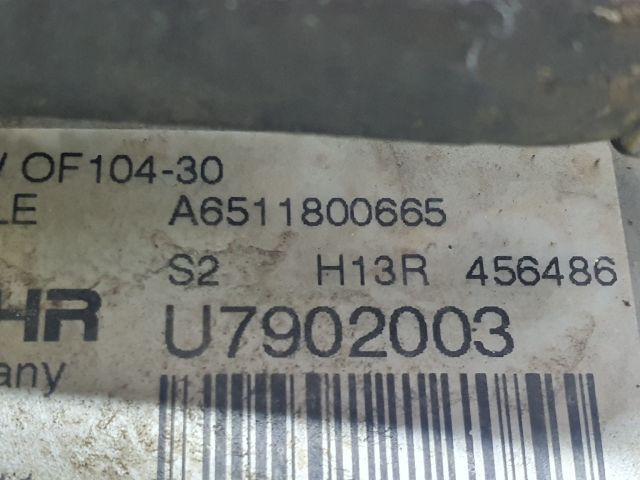 OF104-30
LE A6511800665
S2 H13R 456486
HR U7902003
any